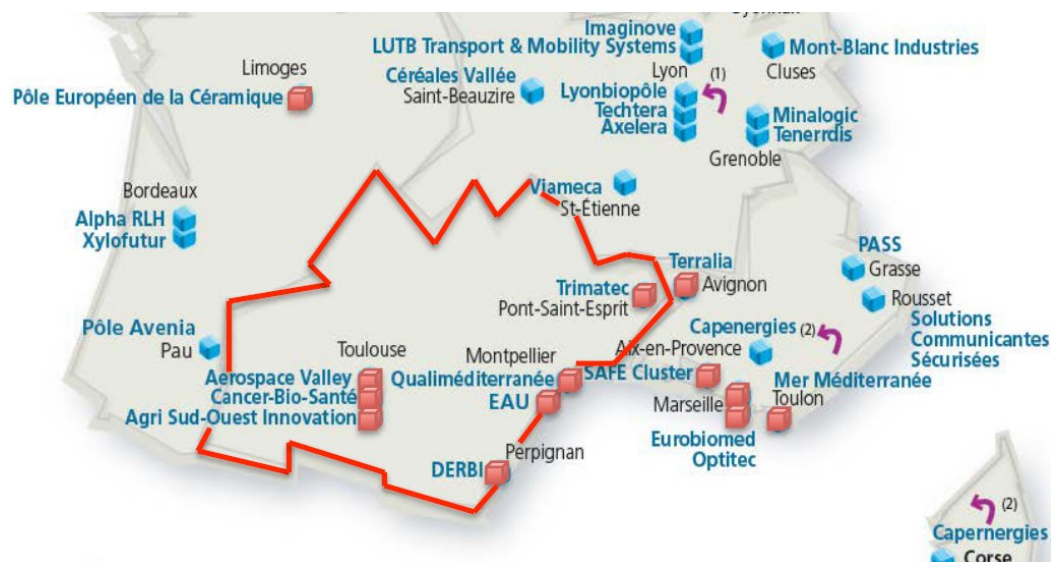 Imaginove
LUTB Transport & Mobility Systems
Mont-Blanc Industries
Limoges
Céréales Vallée
Lyon
(1)
Cluses
Pôle Européen de la Céramique
Saint-Beauzire
Lyonbiopôle
Techtera
Axelera
Minalogic
Tenerrdis
Grenoble
Bordeaux
Viameca
St-Étienne
Alpha RLH
Xylofutur
PASS
Grasse
Terralia
Avignon
Trimatec
Pont-Saint-Esprit
Rousset
Solutions
Communicantes
Sécurisées
Pôle Avenia
Pau
Capenergies (2)
Toulouse
Montpellier
Aix-en-Provence
Aerospace Valley
Cancer-Bio-Santé
Agri Sud-Ouest Innovation
Qualiméditerranée
SAFE Cluster
Mer Méditerranée
EAU
Marseille
Toulon
Eurobiomed
Optitec
Perpignan
DERBI
(2)
Capernergies
Corse